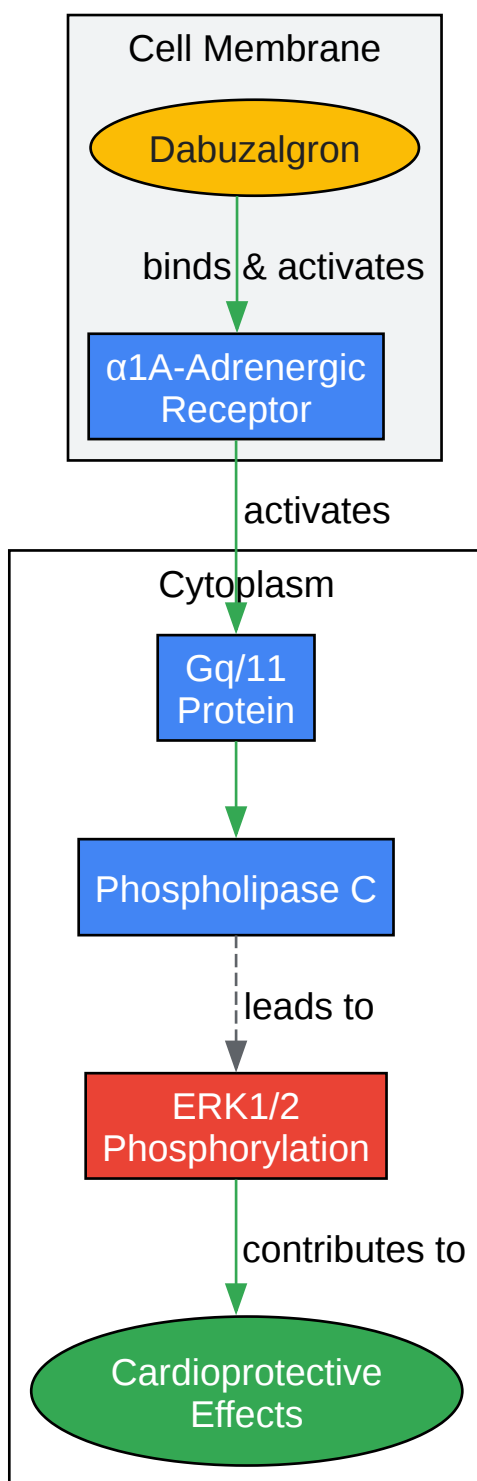 Cell Membrane
Dabuzalgron
binds & activates
α1A-Adrenergic
Receptor
activates
Cytoplasm
Gq/11
Protein
Phospholipase C
leads to
ERK1/2
Phosphorylation
contributes to
Cardioprotective
Effects